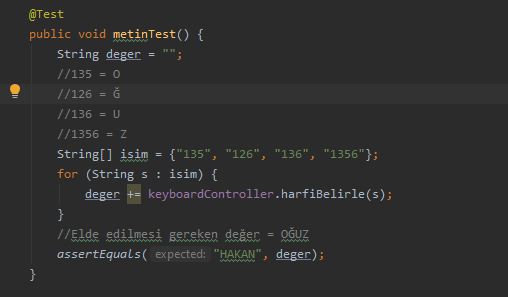 @Test
public void metinTest() {
String deger = "";
//135 = O
//126 = Ğ
//136 = U
//1356 = Z
String[] isim = {"135", "126", "136", "1356"};
for (String s : isim) {
deger += keyboardController.harfiBelirle(s);
}
//Elde edilmesi gereken değer = OĞUZ
assertEquals( expected: "HAKAN", deger);
}